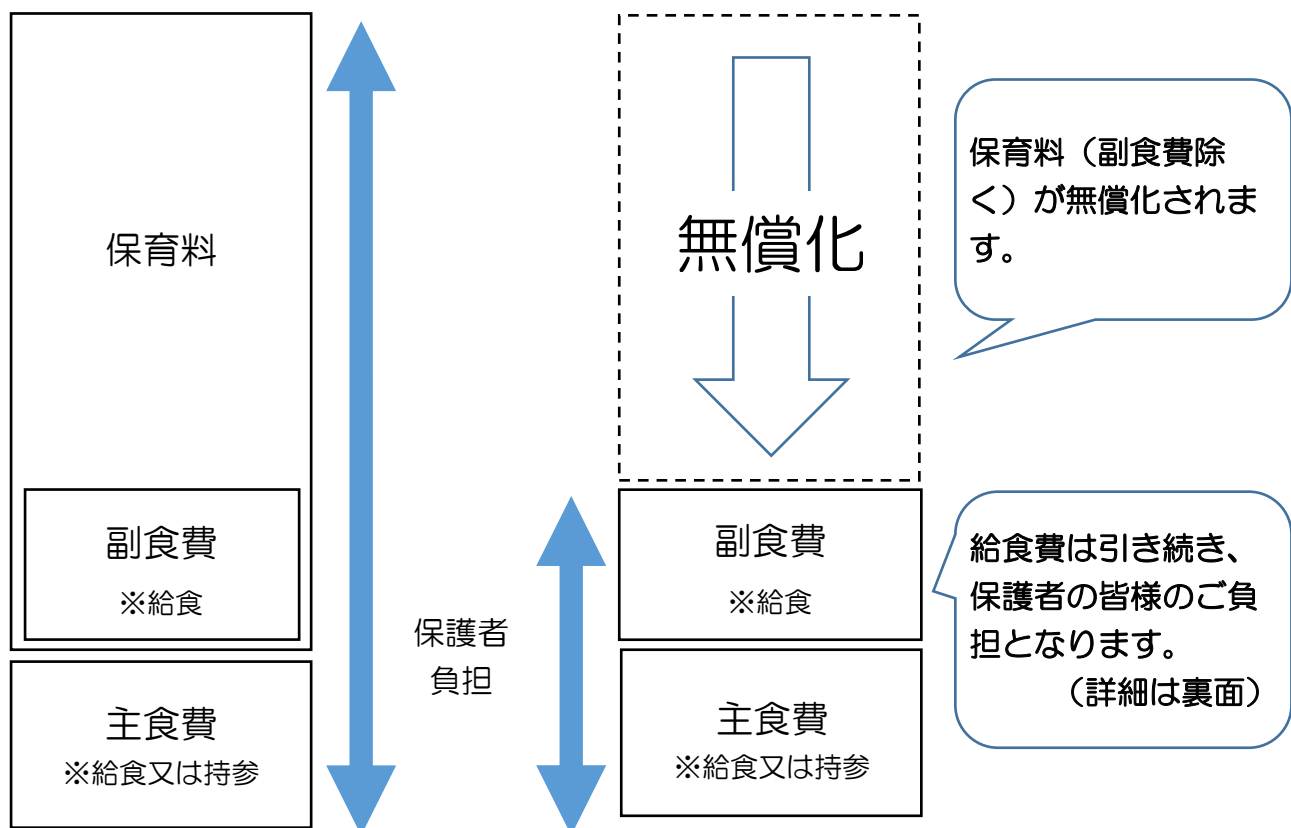 保育料
副食費
※給食
主食費
※給食又は持参
保護者
負担
無償化
副食費
※給食
主食費
※給食又は持参
保育料（副食費除
く）が無償化されま
す。
給食費は引き続き、
保護者の皆様のご負
担となります。
（詳細は裏面）